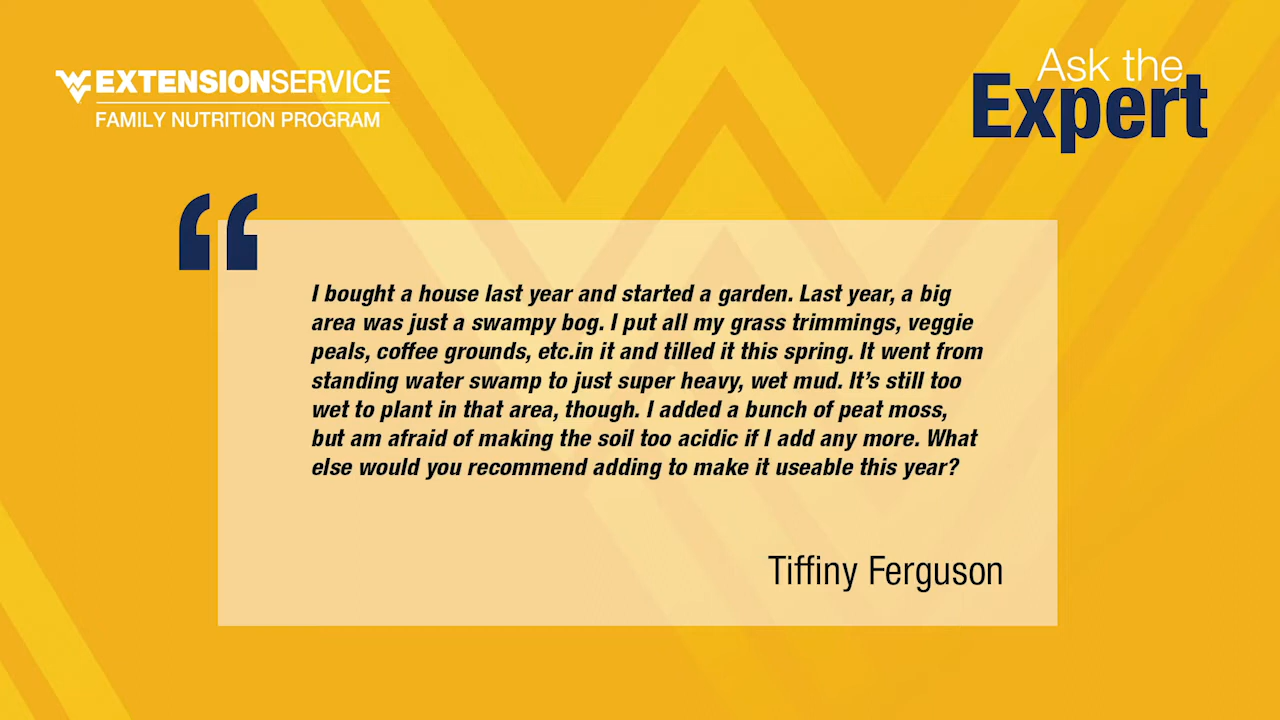 EXTENSIONSERVICE
FAMILY NUTRITION PROGRAM
Ask the
Expert
“
I bought a house last year and started a garden. Last year, a big
area was just a swampy bog. I put all my grass trimmings, veggie
peals, coffee grounds, etc.in it and tilled it this spring. It went from
standing water swamp to just super heavy, wet mud. It’s still too
wet to plant in that area, though. I added a bunch of peat moss,
but am afraid of making the soil too acidic if I add any more. What
else would you recommend adding to make it useable this year?
Tiffiny Ferguson